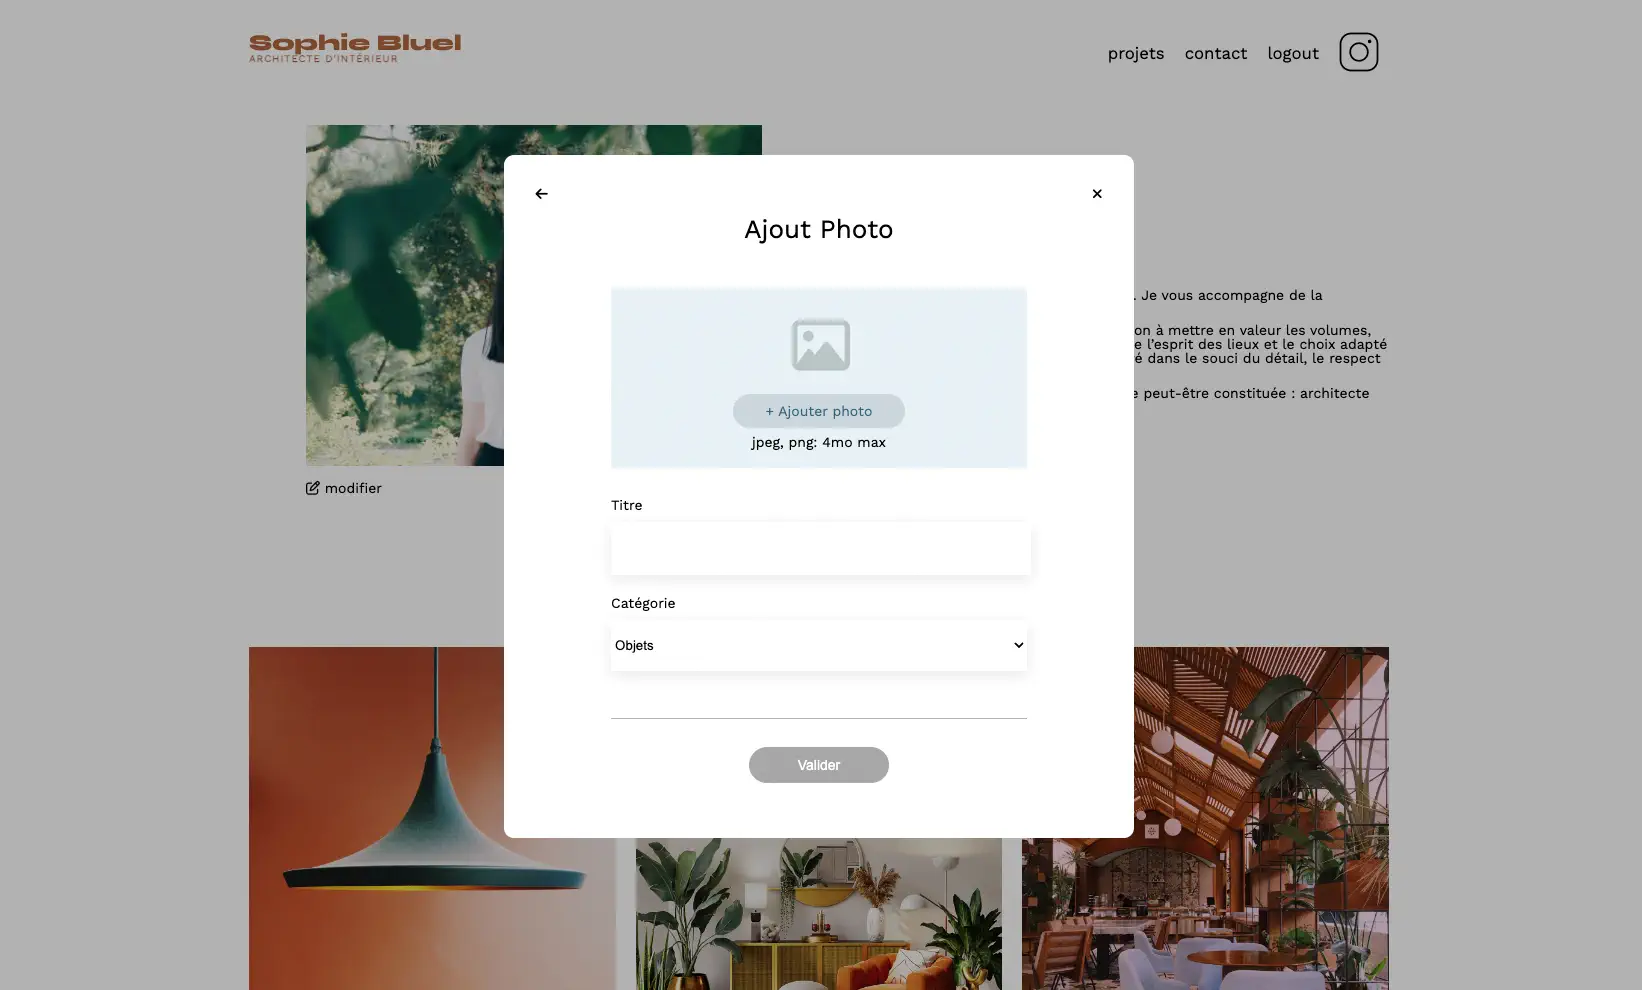 Sophie Bluel
ARCHITECTE D'INTÉRIEUR
projets
contact
logout
Ajout Photo
. Je vous accompagne de la
on à mettre en valeur les volumes,
e l'esprit des lieux et le choix adapté
é dans le souci du détail, le respect
e peut-être constituée : architecte
+ Ajouter photo
jpeg, png: 4mo max
modifier
Titre
Catégorie
Objets
Valider